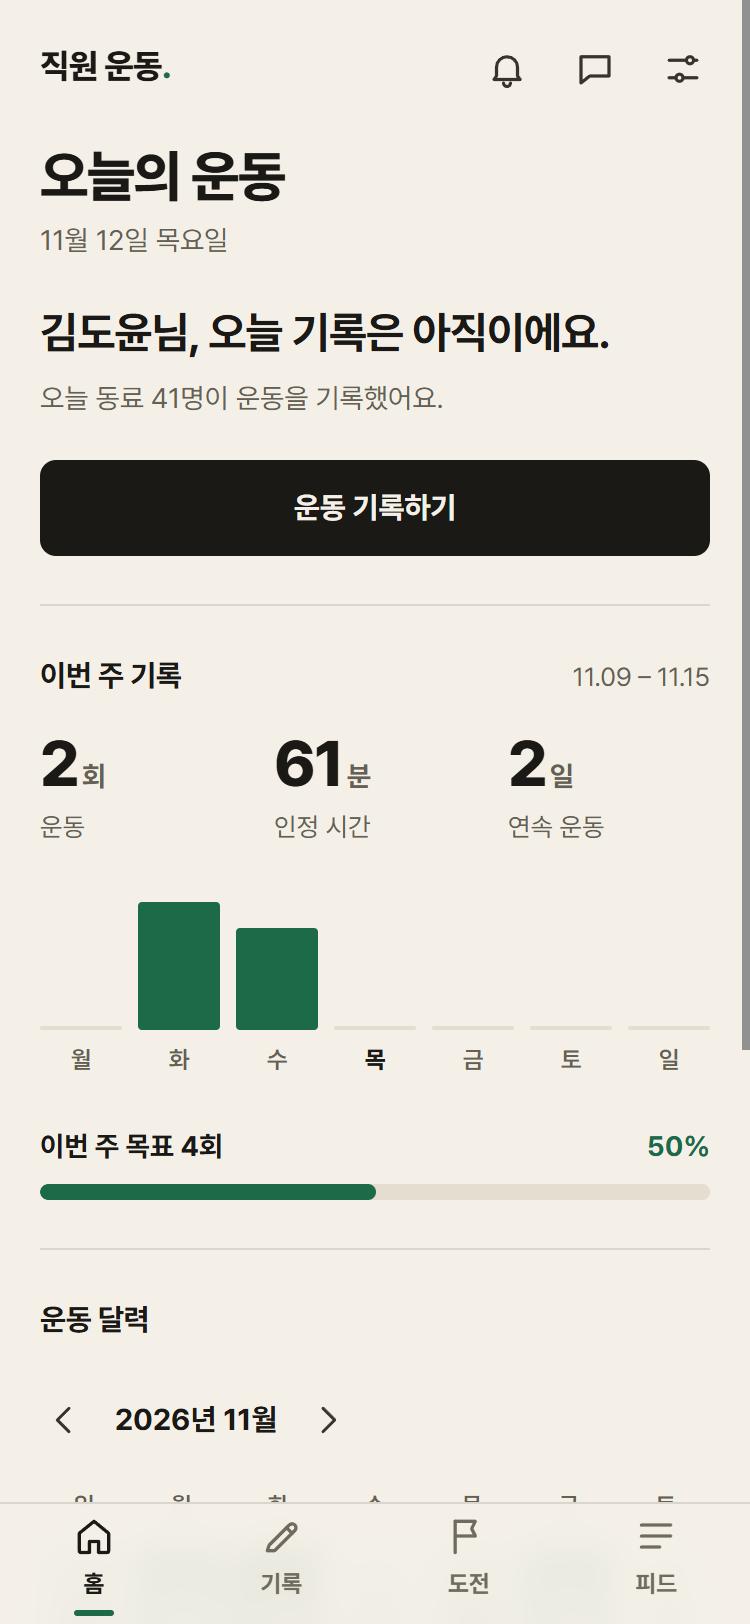 직원 운동.
오늘의 운동
11월 12일 목요일
김도윤님, 오늘 기록은 아직이에요.
오늘 동료 41명이 운동을 기록했어요.
운동 기록하기
이번 주 기록 11.09 – 11.15
2회 61분 2일
운동 인정 시간 연속 운동
월 화 수 목 금 토 일
이번 주 목표 4회 50%
운동 달력
2026년 11월
홈 기록 도전 피드